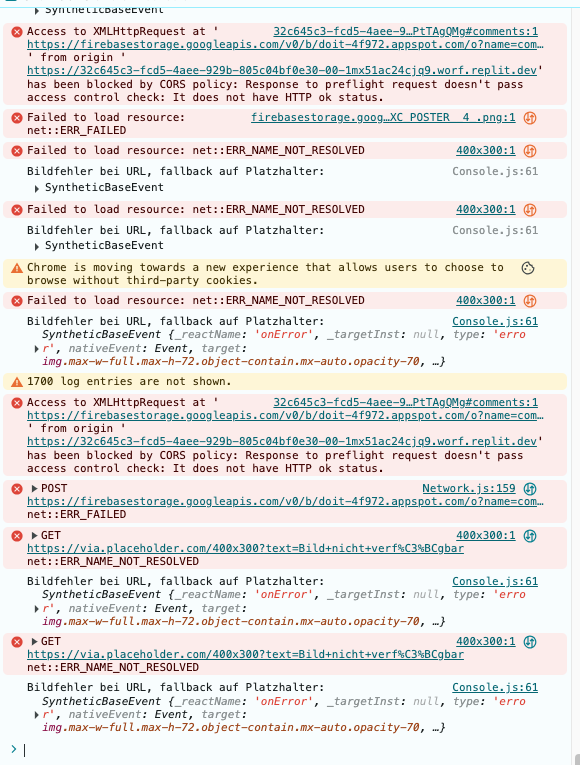 SyntheticBaseEvent
Access to XMLHttpRequest at ' 32c645c3-fcd5-4aee-9…PtTAgQMg#comments:1
https://firebasestorage.googleapis.com/v0/b/doit-4f972.appspot.com/o?name=com…
' from origin '
https://32c645c3-fcd5-4aee-929b-805c04bf0e30-00-1mx51ac24cjq9.worf.replit.dev'
has been blocked by CORS policy: Response to preflight request doesn't pass
access control check: It does not have HTTP ok status.
Failed to load resource: firebasestorage.goog…XC_POSTER__4_.png:1
net::ERR_FAILED
Failed to load resource: net::ERR_NAME_NOT_RESOLVED 400x300:1
Bildfehler bei URL, fallback auf Platzhalter: Console.js:61
SyntheticBaseEvent
Failed to load resource: net::ERR_NAME_NOT_RESOLVED 400x300:1
Bildfehler bei URL, fallback auf Platzhalter: Console.js:61
SyntheticBaseEvent
Chrome is moving towards a new experience that allows users to choose to
browse without third-party cookies.
Failed to load resource: net::ERR_NAME_NOT_RESOLVED 400x300:1
Bildfehler bei URL, fallback auf Platzhalter: Console.js:61
SyntheticBaseEvent {_reactName: 'onError', _targetInst: null, type: 'erro
r', nativeEvent: Event, target:
img.max-w-full.max-h-72.object-contain.mx-auto.opacity-70, …}
1700 log entries are not shown.
Access to XMLHttpRequest at ' 32c645c3-fcd5-4aee-9…PtTAgQMg#comments:1
https://firebasestorage.googleapis.com/v0/b/doit-4f972.appspot.com/o?name=com…
' from origin '
https://32c645c3-fcd5-4aee-929b-805c04bf0e30-00-1mx51ac24cjq9.worf.replit.dev'
has been blocked by CORS policy: Response to preflight request doesn't pass
access control check: It does not have HTTP ok status.
POST Network.js:159
https://firebasestorage.googleapis.com/v0/b/doit-4f972.appspot.com/o?name=com…
net::ERR_FAILED
GET 400x300:1
https://via.placeholder.com/400x300?text=Bild+nicht+verf%C3%BCgbar
net::ERR_NAME_NOT_RESOLVED
Bildfehler bei URL, fallback auf Platzhalter: Console.js:61
SyntheticBaseEvent {_reactName: 'onError', _targetInst: null, type: 'erro
r', nativeEvent: Event, target:
img.max-w-full.max-h-72.object-contain.mx-auto.opacity-70, …}
GET 400x300:1
https://via.placeholder.com/400x300?text=Bild+nicht+verf%C3%BCgbar
net::ERR_NAME_NOT_RESOLVED
Bildfehler bei URL, fallback auf Platzhalter: Console.js:61
SyntheticBaseEvent {_reactName: 'onError', _targetInst: null, type: 'erro
r', nativeEvent: Event, target:
img.max-w-full.max-h-72.object-contain.mx-auto.opacity-70, …}